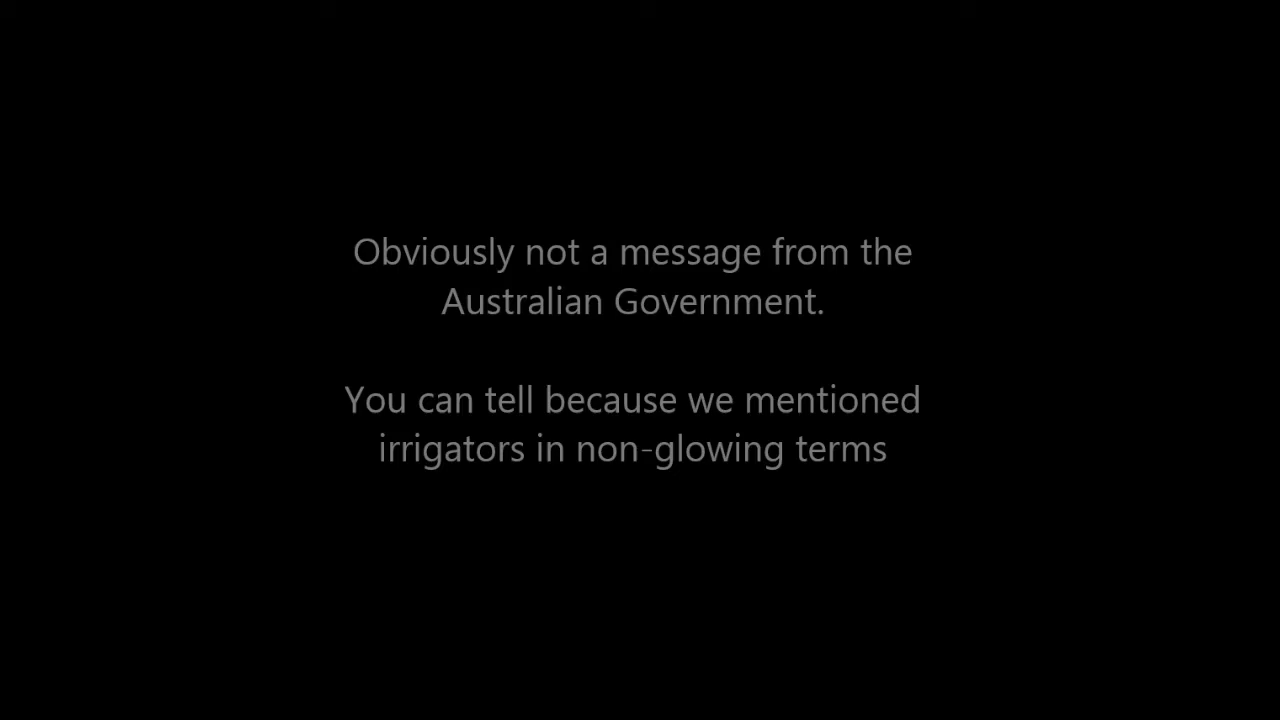 Obviously not a message from the
Australian Government.
You can tell because we mentioned
irrigators in non-glowing terms